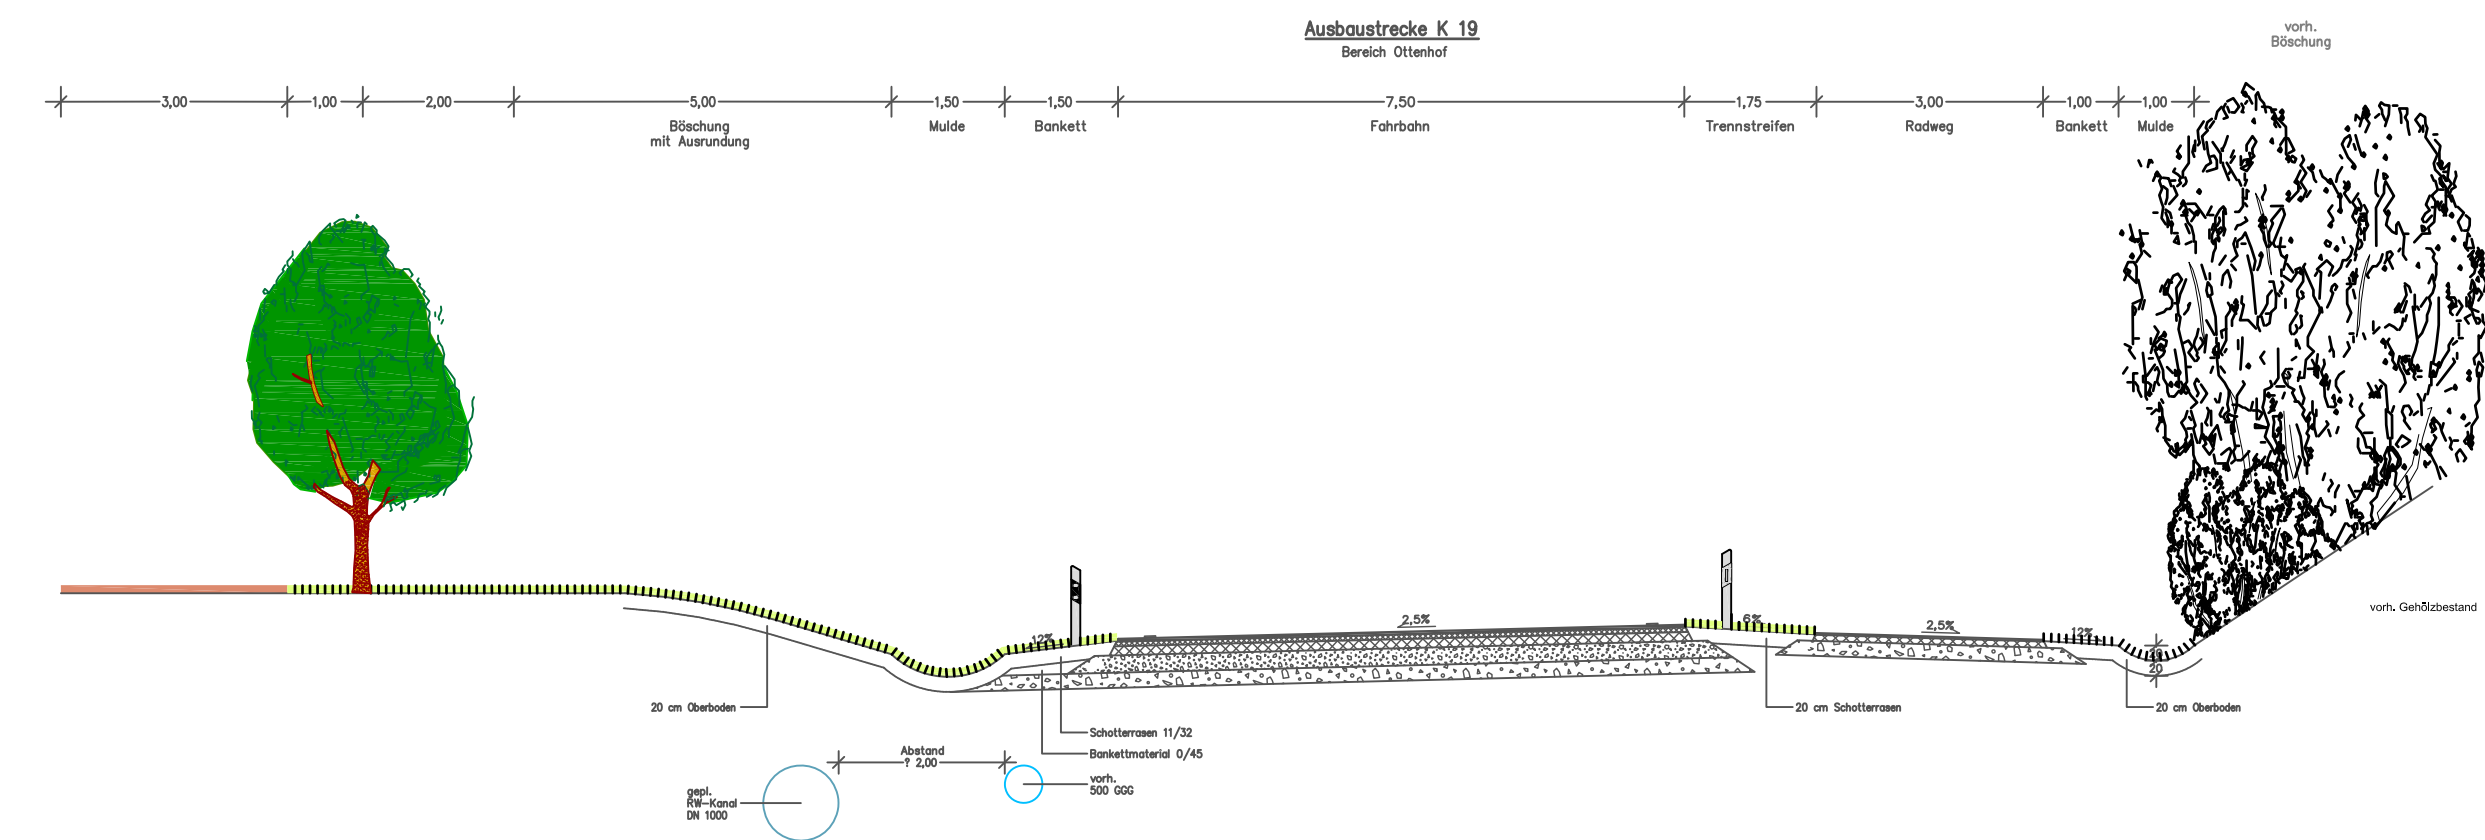 Ausbaustrecke K 19
Bereich Ottenhof
vorh.
Böschung
3,00 1,00 2,00 5,00 1,50 1,50 7,50 1,75 3,00 1,00 1,00
Böschung
mit Ausrundung
Mulde
Bankett
Fahrbahn
Trennstreifen
Radweg
Bankett
Mulde
12%
2,5%
6%
2,5%
12%
vorh. Gehölzbestand
20
20 cm Oberboden
Schotterrasen 11/32
Bankettmaterial 0/45
20 cm Schotterrasen
20 cm Oberboden
Abstand
? 2,00
vorh.
500 GGG
gepl.
RW-Kanal
DN 1000